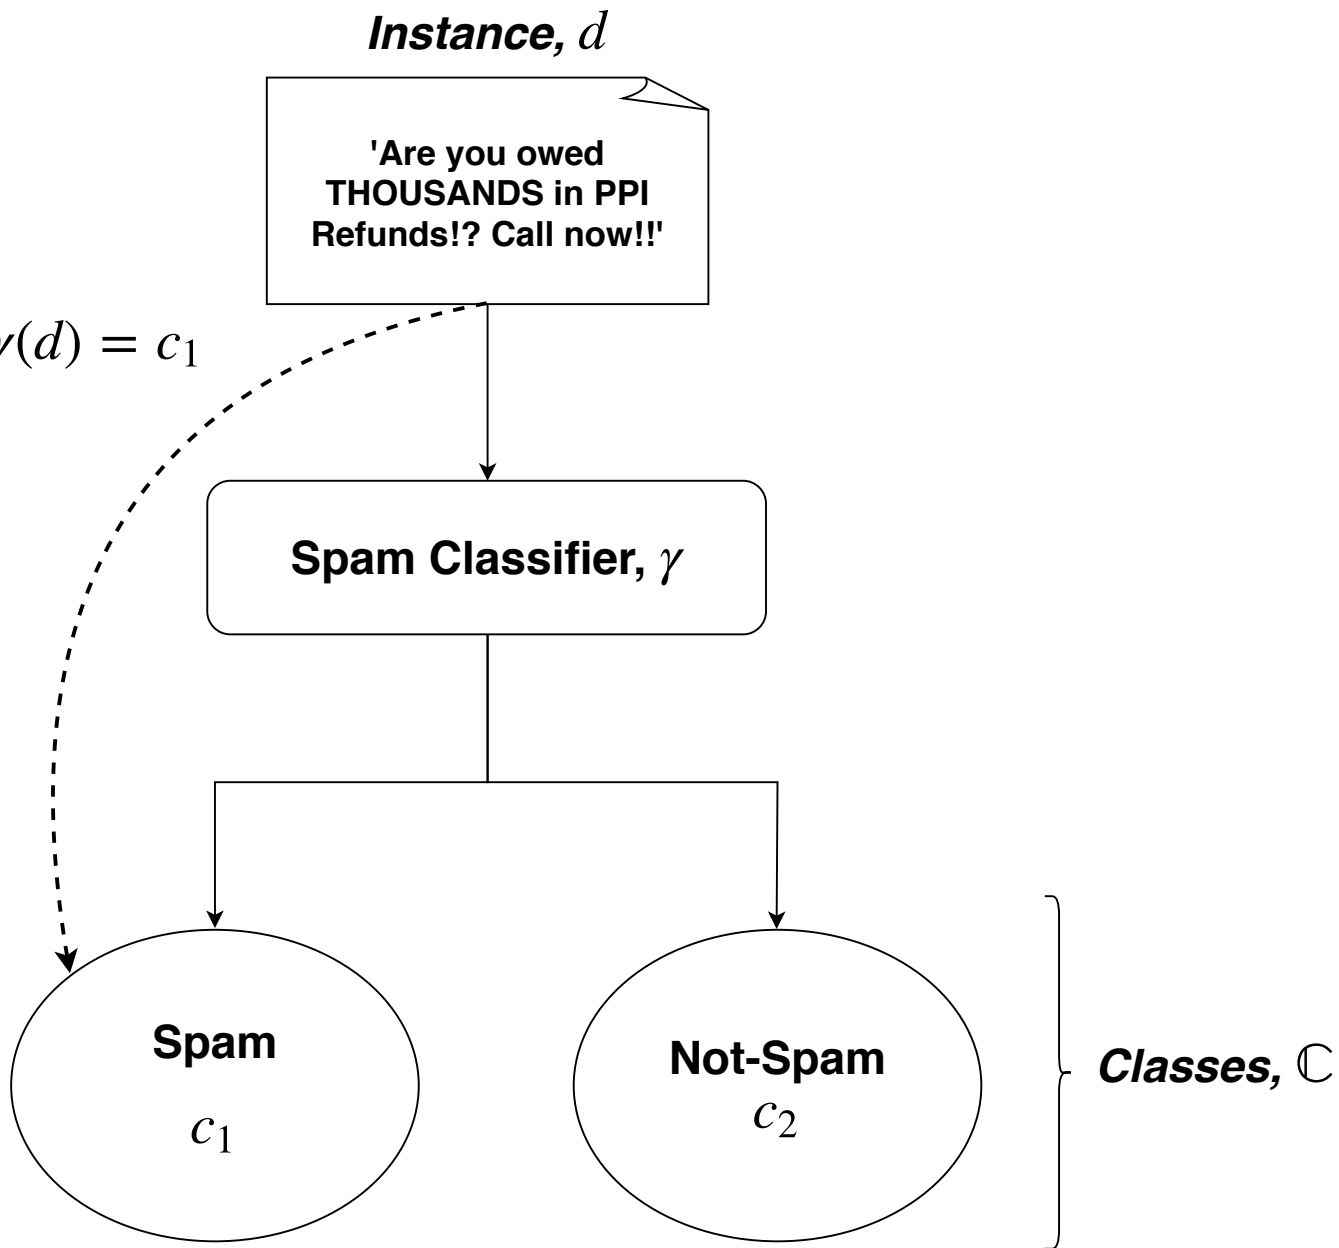 Instance, d
'Are you owed
THOUSANDS in PPI
Refunds!? Call now!!'
γ(d) = c₁
Spam Classifier, γ
Spam
c₁
Not-Spam
c₂
Classes, ℂ